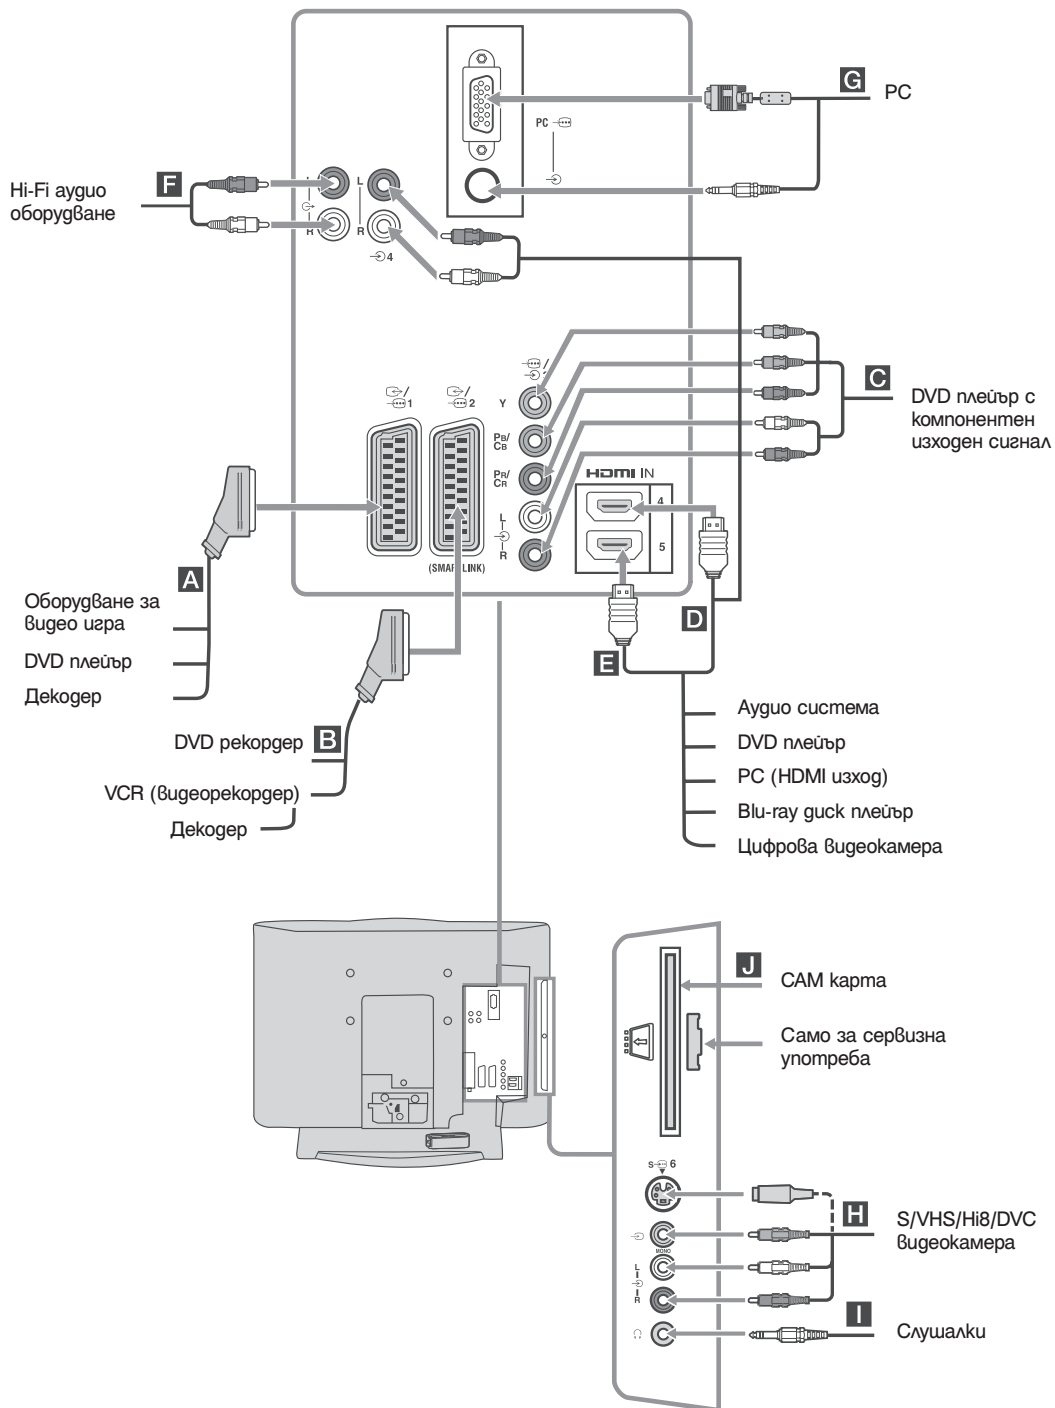 G
PC
PC
F
Hi-Fi аудио
оборудване
L
R
L
R
4
C
DVD плейър с
компонентен
изходен сигнал
/
/
/
1
2
Y
PB/
CB
PR/
CR
L
R
HDMI IN
4
5
(SMARTLINK)
A
Оборудване за
видео игра
DVD плейър
Декодер
D
E
DVD рекордер
B
VCR (видеорекордер)
Декодер
Аудио система
DVD плейър
PC (HDMI изход)
Blu-ray диск плейър
Цифрова видеокамера
J
CAM карта
Само за сервизна
употреба
S 6
H
S/VHS/Hi8/DVC
видеокамера
MONO
L
R
I
Слушалки